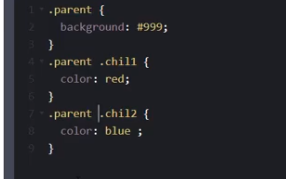 1 .parent {
2 background: #999;
3 }
4 .parent .chil1 {
5 color: red;
6 }
7 .parent .chil2 {
8 color: blue ;
9 }